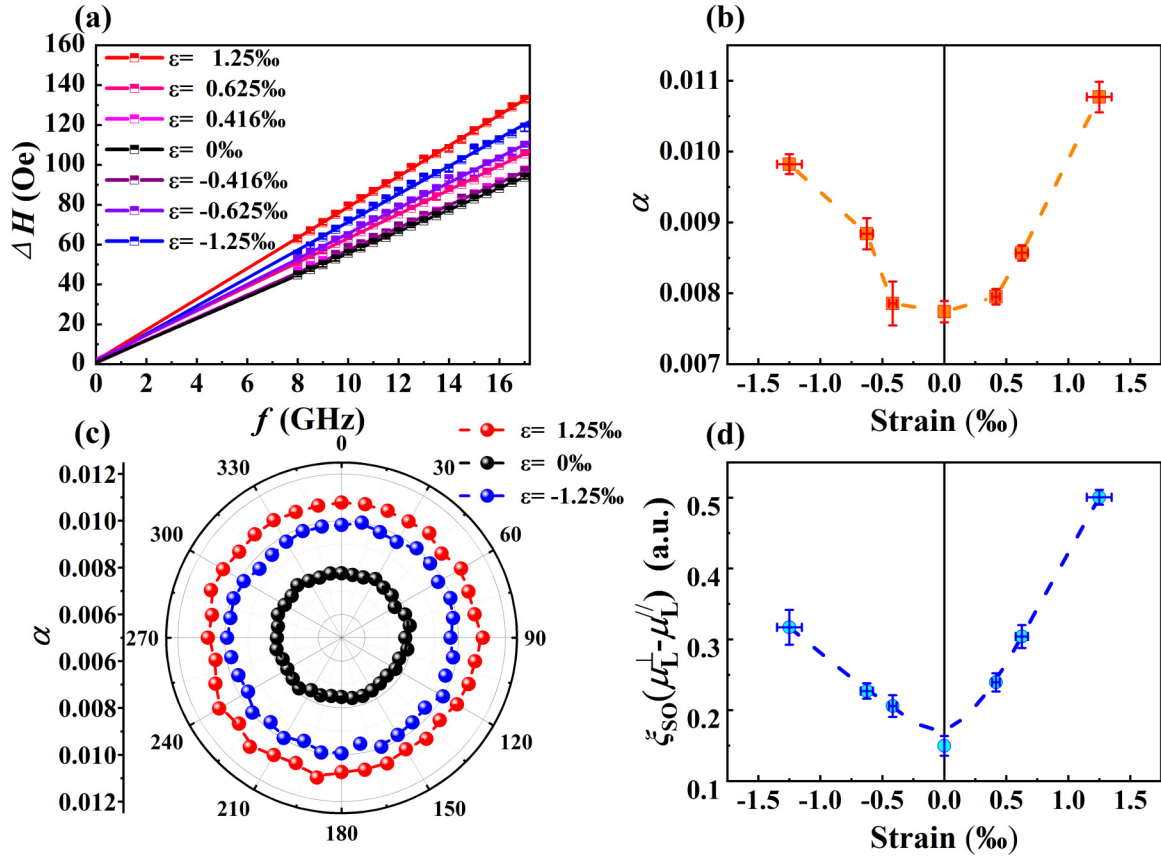 (a)
160
140
120
100
80
60
40
20
0
ΔH (Oe)
ε= 1.25‰
ε= 0.625‰
ε= 0.416‰
ε= 0‰
ε= -0.416‰
ε= -0.625‰
ε= -1.25‰
0 2 4 6 8 10 12 14 16
f (GHz)
(b)
0.011
0.010
0.009
0.008
0.007
α
-1.5 -1.0 -0.5 0.0 0.5 1.0 1.5
Strain (‰)
(c)
ε= 1.25‰
ε= 0‰
ε= -1.25‰
0.012
0.010
0.008
0.006
0.006
0.008
0.010
0.012
α
0
30
60
90
120
150
180
210
240
270
300
330
(d)
0.5
0.4
0.3
0.2
0.1
ξSO(μL⊥-μL//) (a.u.)
-1.5 -1.0 -0.5 0.0 0.5 1.0 1.5
Strain (‰)